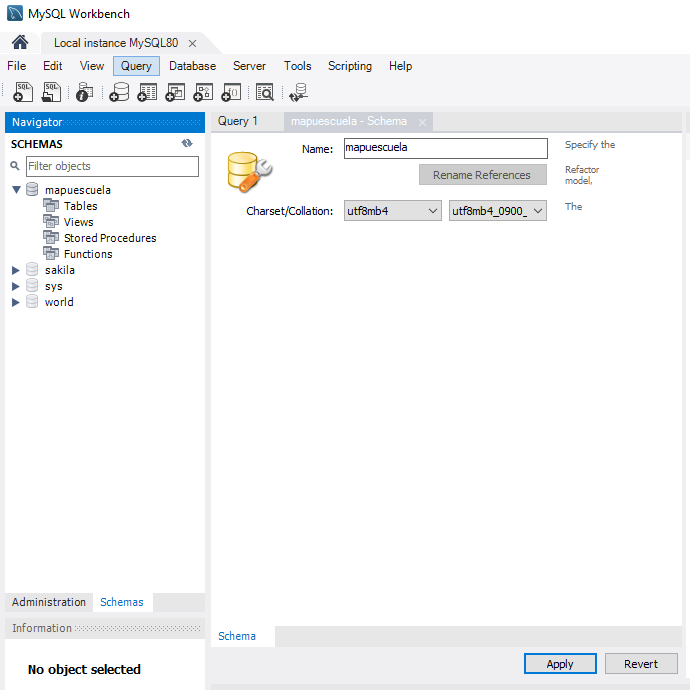 MySQL Workbench
Local instance MySQL80
File Edit View Query Database Server Tools Scripting Help
Navigator
SCHEMAS
Filter objects
mapuescuela
Tables
Views
Stored Procedures
Functions
sakila
sys
world
Administration Schemas
Information
No object selected
Query 1 mapuescuela - Schema
Name: mapuescuela
Specify the
Rename References
Refactor
model,
Charset/Collation: utf8mb4 utf8mb4_0900_
The
Schema
Apply Revert